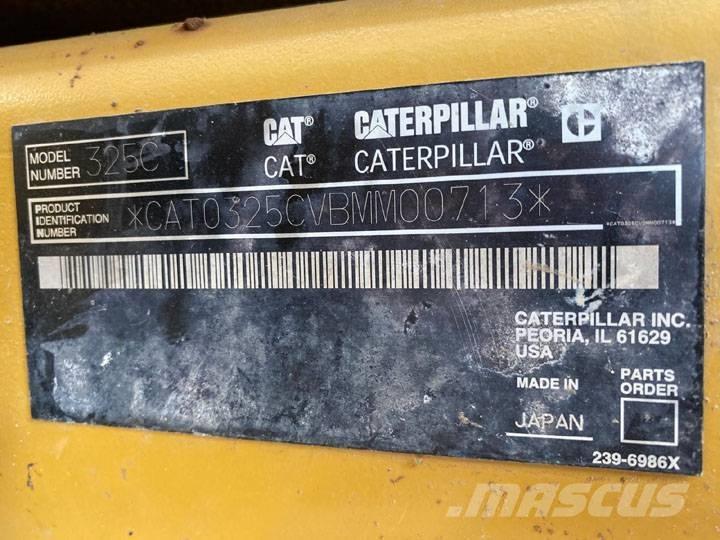 CAT® CATERPILLAR®
CAT® CATERPILLAR®
MODEL NUMBER 325C
PRODUCT IDENTIFICATION NUMBER *CAT0325CVBMM00713*
*CAT0325CVBMM00713*
CATERPILLAR INC.
PEORIA, IL 61629
USA
MADE IN
JAPAN
PARTS ORDER
239-6986X
mascus